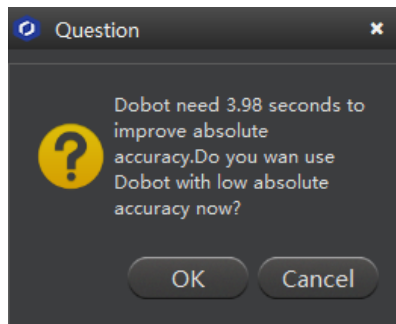 Question
Dobot need 3.98 seconds to
improve absolute
accuracy.Do you wan use
Dobot with low absolute
accuracy now?
OK Cancel